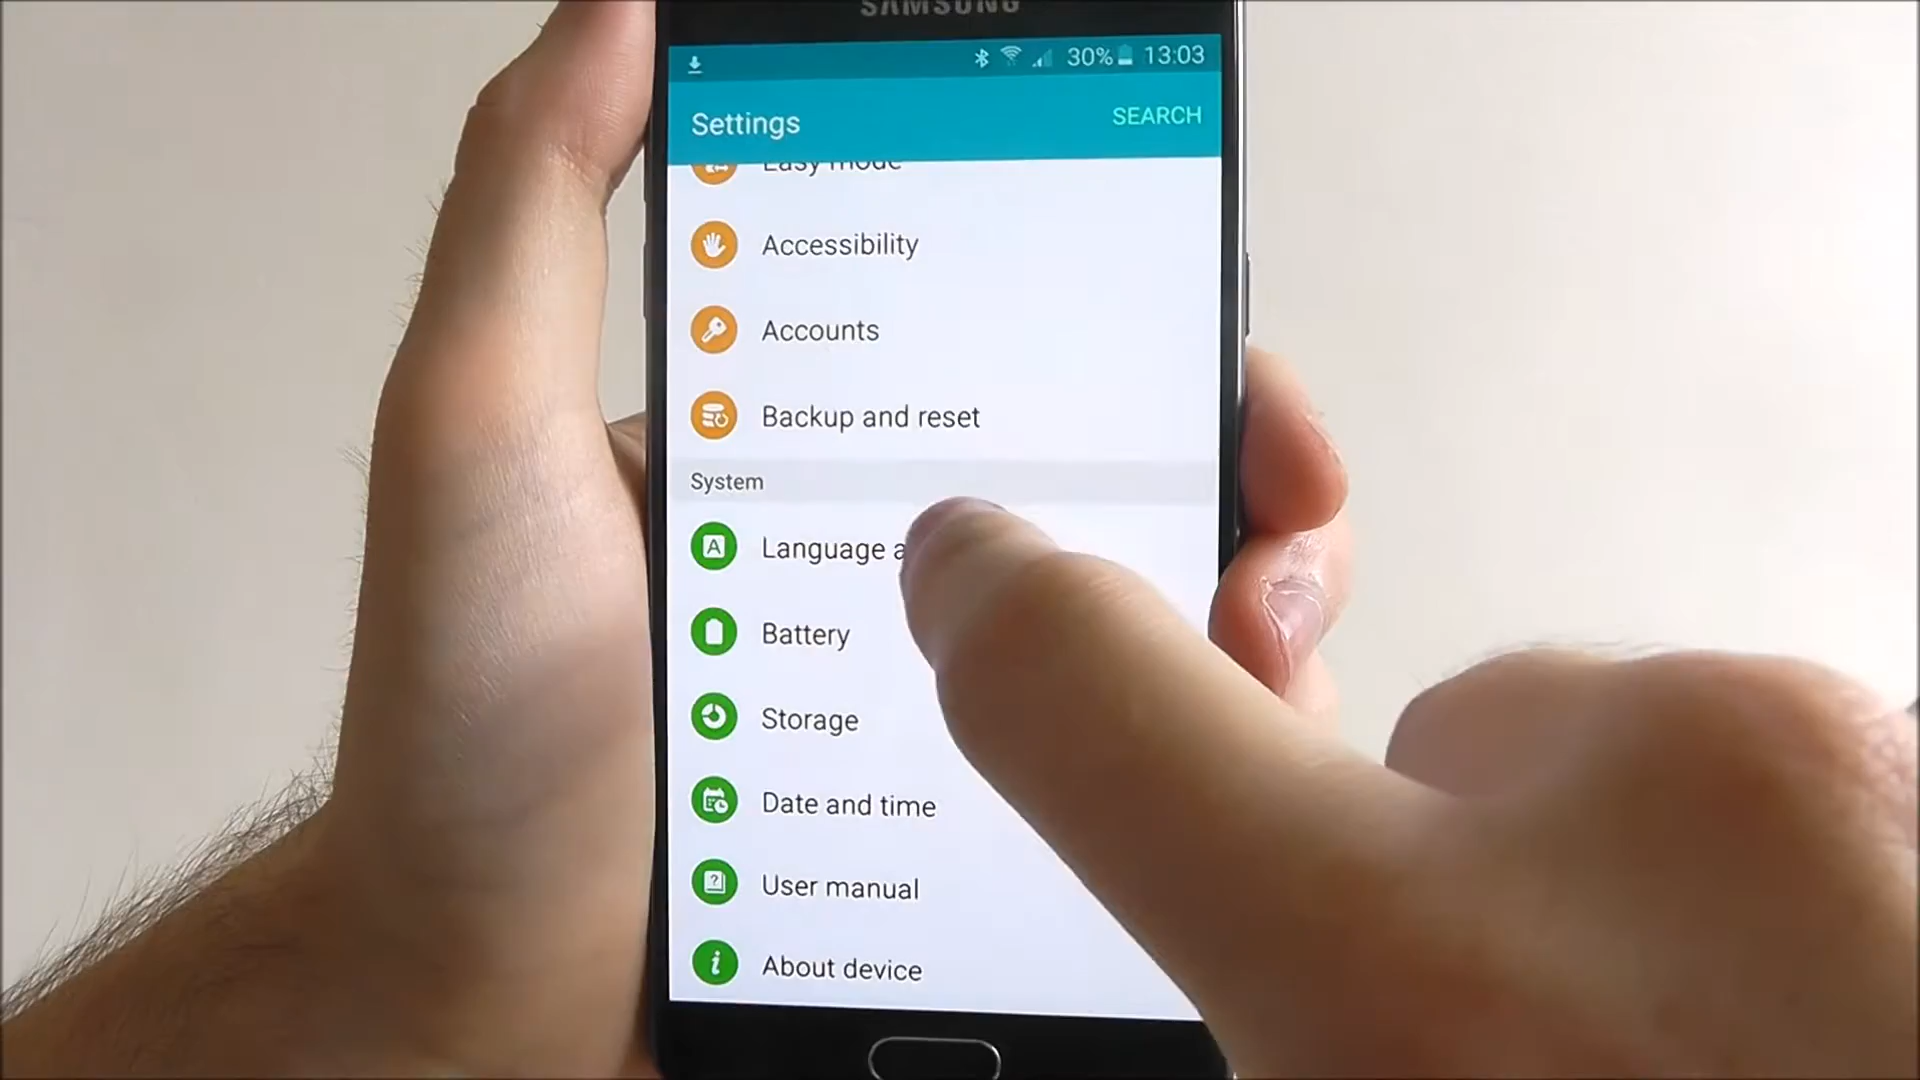 SAMSUNG
30% 13:03
Settings
SEARCH
Easy mode
Accessibility
Accounts
Backup and reset
System
Language a
Battery
Storage
Date and time
User manual
About device